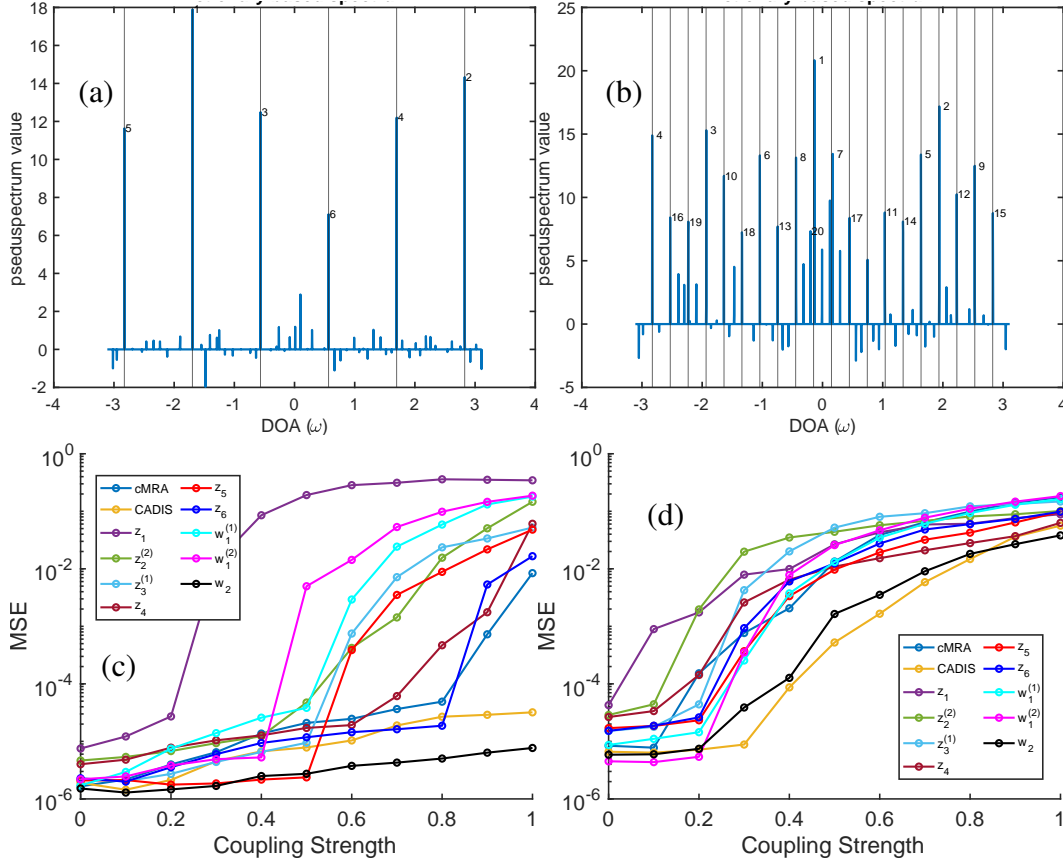 (a)
pseduspectrum value
18
16
14
12
10
8
6
4
2
0
-2
5
3
6
4
2
-4
-3
-2
-1
0
1
2
3
4
DOA (ω)
(b)
pseduspectrum value
25
20
15
10
5
0
-5
4
16
19
3
10
18
6
13
8
20
1
7
17
11
14
5
2
12
9
15
-4
-3
-2
-1
0
1
2
3
4
DOA (ω)
(c)
MSE
10^0
10^-2
10^-4
10^-6
cMRA
CADIS
z_1
z_2^(2)
z_3^(1)
z_4
z_5
z_6
w_1^(1)
w_1^(2)
w_2
0
0.2
0.4
0.6
0.8
1
Coupling Strength
(d)
MSE
10^0
10^-2
10^-4
10^-6
cMRA
CADIS
z_1
z_2^(2)
z_3^(1)
z_4
z_5
z_6
w_1^(1)
w_1^(2)
w_2
0
0.2
0.4
0.6
0.8
1
Coupling Strength